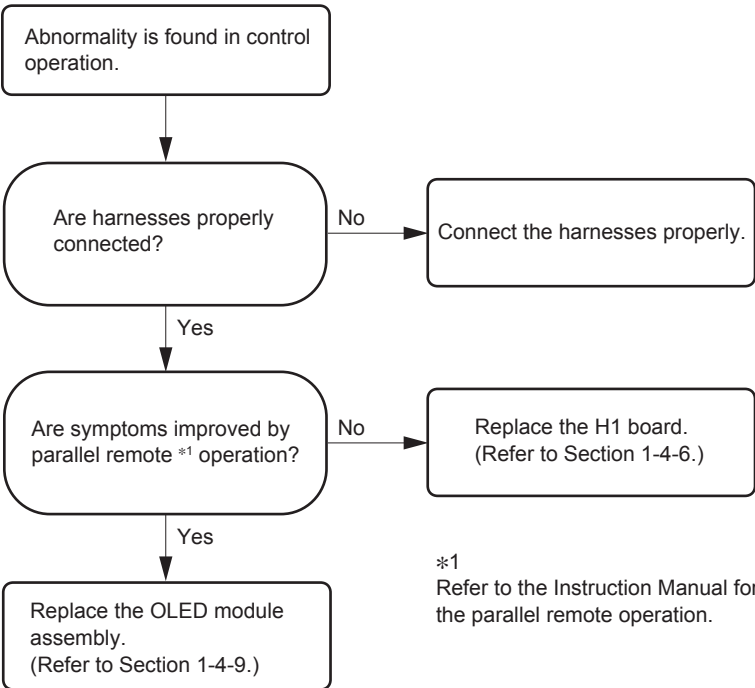 Abnormality is found in control
operation.
Are harnesses properly
connected?
No
Connect the harnesses properly.
Yes
Are symptoms improved by
parallel remote *1 operation?
No
Replace the H1 board.
(Refer to Section 1-4-6.)
Yes
Replace the OLED module
assembly.
(Refer to Section 1-4-9.)
*1
Refer to the Instruction Manual for
the parallel remote operation.